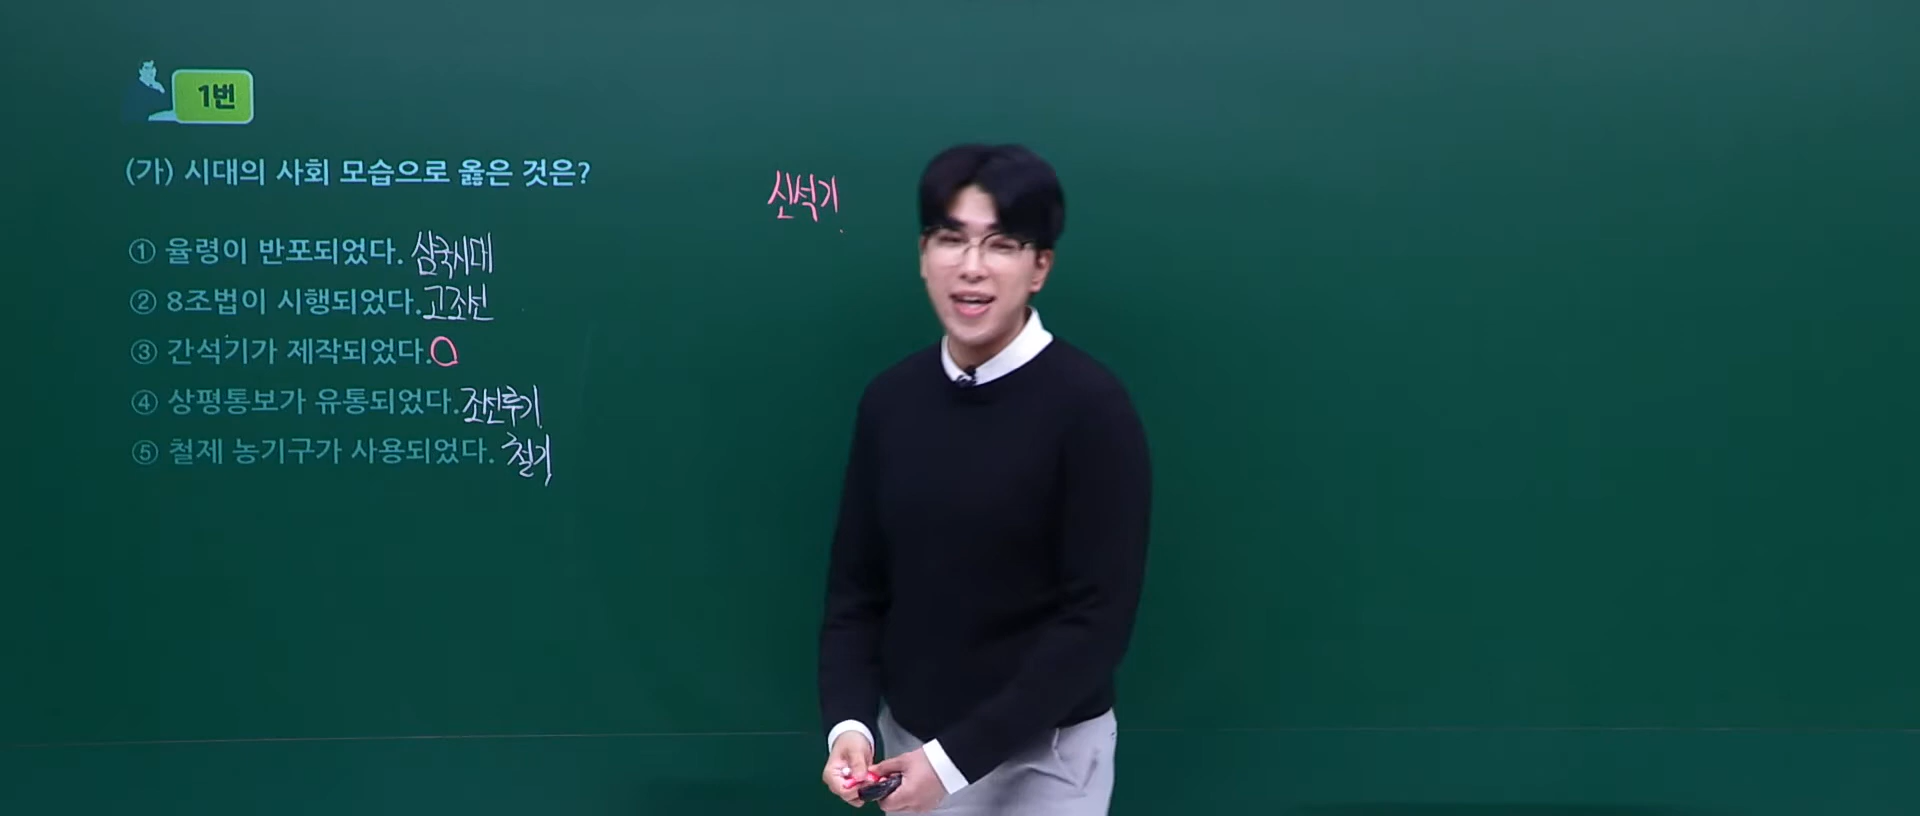 1번
(가) 시대의 사회 모습으로 옳은 것은?
신석기
① 율령이 반포되었다. 삼국시대
② 8조법이 시행되었다. 고조선
③ 간석기가 제작되었다. O
④ 상평통보가 유통되었다. 조선후기
⑤ 철제 농기구가 사용되었다. 철기